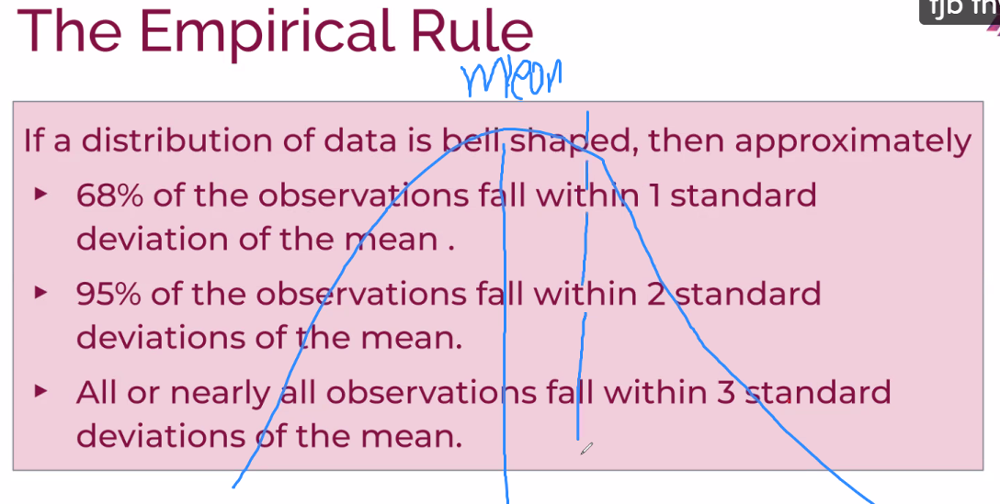 The Empirical Rule
mean
If a distribution of data is bell shaped, then approximately
▸ 68% of the observations fall within 1 standard
deviation of the mean .
▸ 95% of the observations fall within 2 standard
deviations of the mean.
▸ All or nearly all observations fall within 3 standard
deviations of the mean.